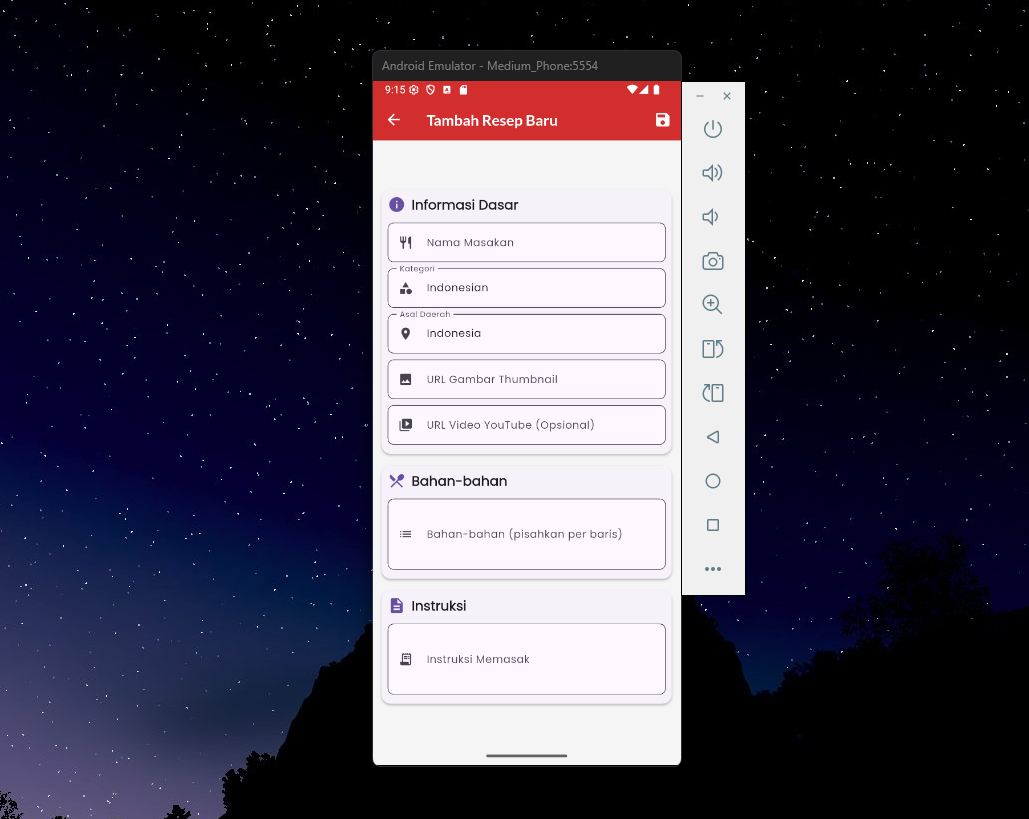 Android Emulator - Medium_Phone:5554
9:15
Tambah Resep Baru
Informasi Dasar
Nama Masakan
Kategori
Indonesian
Asal Daerah
Indonesia
URL Gambar Thumbnail
URL Video YouTube (Opsional)
Bahan-bahan
Bahan-bahan (pisahkan per baris)
Instruksi
Instruksi Memasak